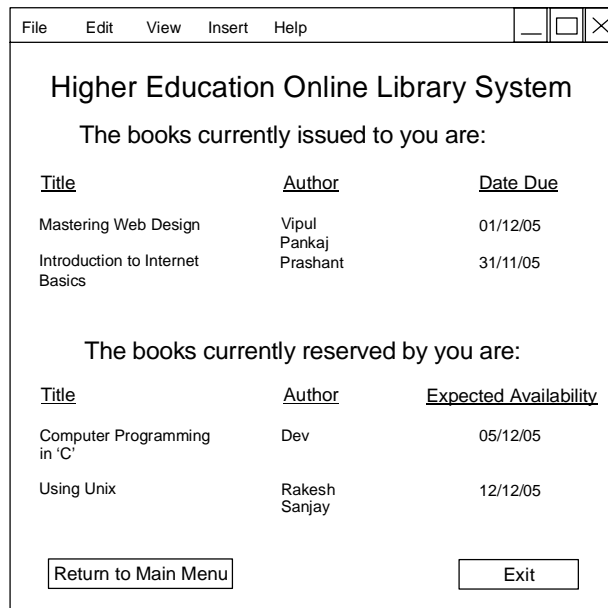 File Edit View Insert Help
Higher Education Online Library System
The books currently issued to you are:
Title Author Date Due
Mastering Web Design Vipul 01/12/05
Pankaj
Introduction to Internet Prashant 31/11/05
Basics
The books currently reserved by you are:
Title Author Expected Availability
Computer Programming Dev 05/12/05
in ‘C’
Using Unix Rakesh 12/12/05
Sanjay
Return to Main Menu Exit